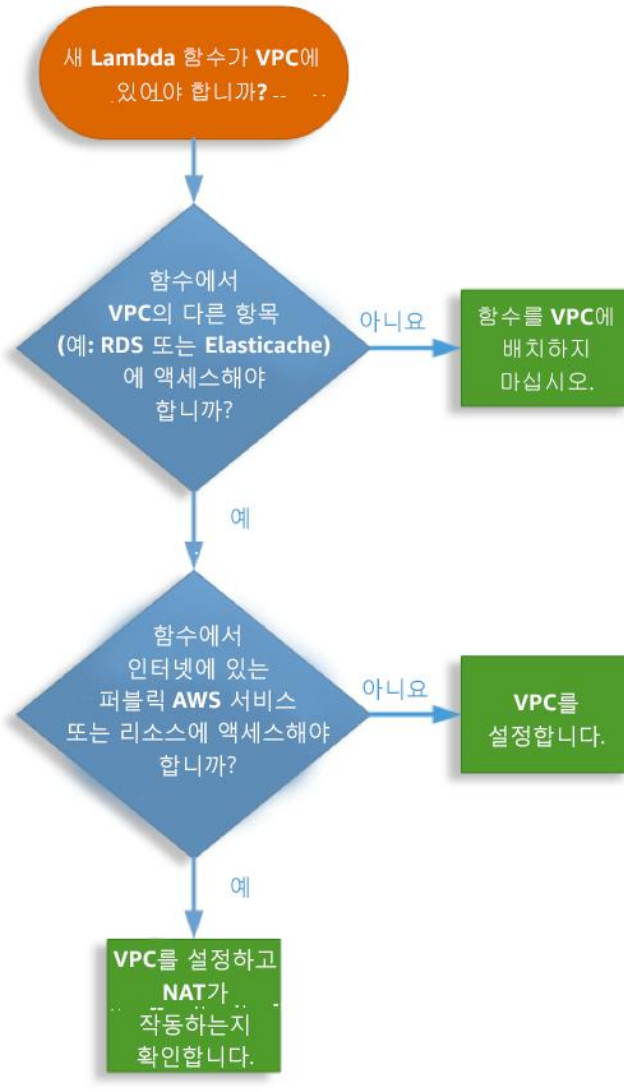 새 Lambda 함수가 VPC에
있어야 합니까?
함수에서
VPC의 다른 항목
(예: RDS 또는 Elasticache)
에 액세스해야
합니까?
아니요
함수를 VPC에
배치하지
마십시오.
예
함수에서
인터넷에 있는
퍼블릭 AWS 서비스
또는 리소스에 액세스해야
합니까?
아니요
VPC를
설정합니다.
예
VPC를 설정하고
NAT가
작동하는지
확인합니다.